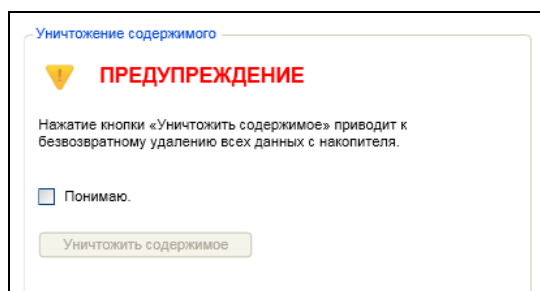 Уничтожение содержимого
ПРЕДУПРЕЖДЕНИЕ
Нажатие кнопки «Уничтожить содержимое» приводит к
безвозвратному удалению всех данных с накопителя.
Понимаю.
Уничтожить содержимое